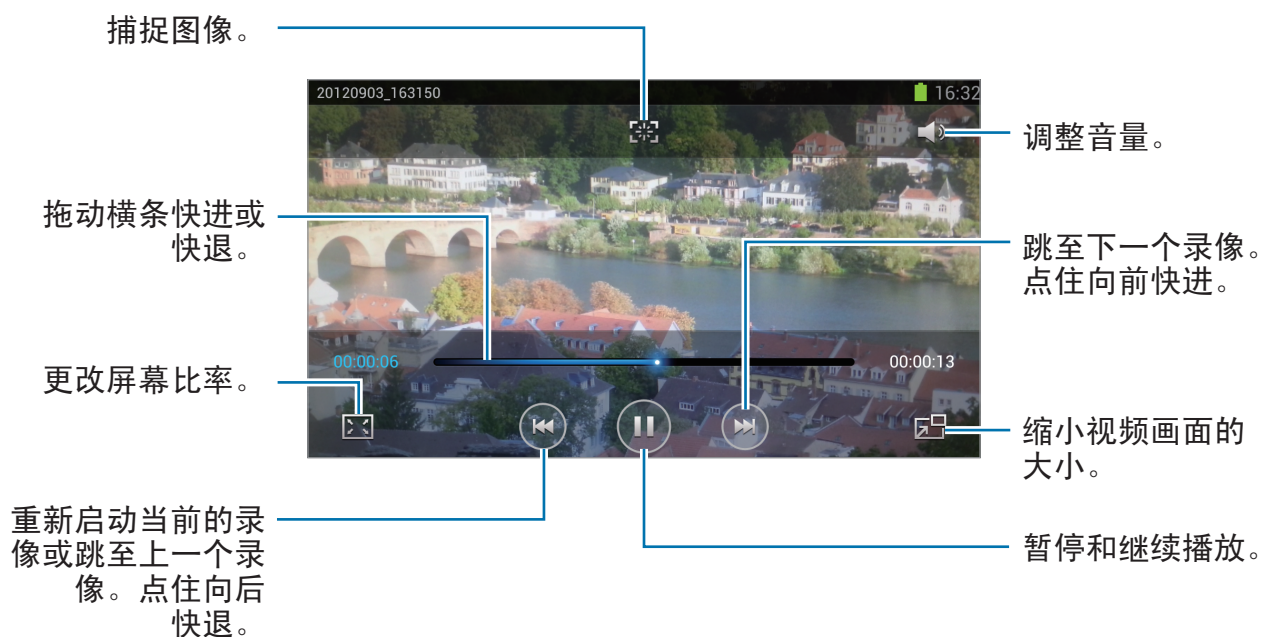 捕捉图像。
20120903_163150
16:32
调整音量。
拖动横条快进或
快退。
跳至下一个录像。
点住向前快进。
00:00:06
00:00:13
更改屏幕比率。
缩小视频画面的
大小。
重新启动当前的录
像或跳至上一个录
像。点住向后
快退。
暂停和继续播放。